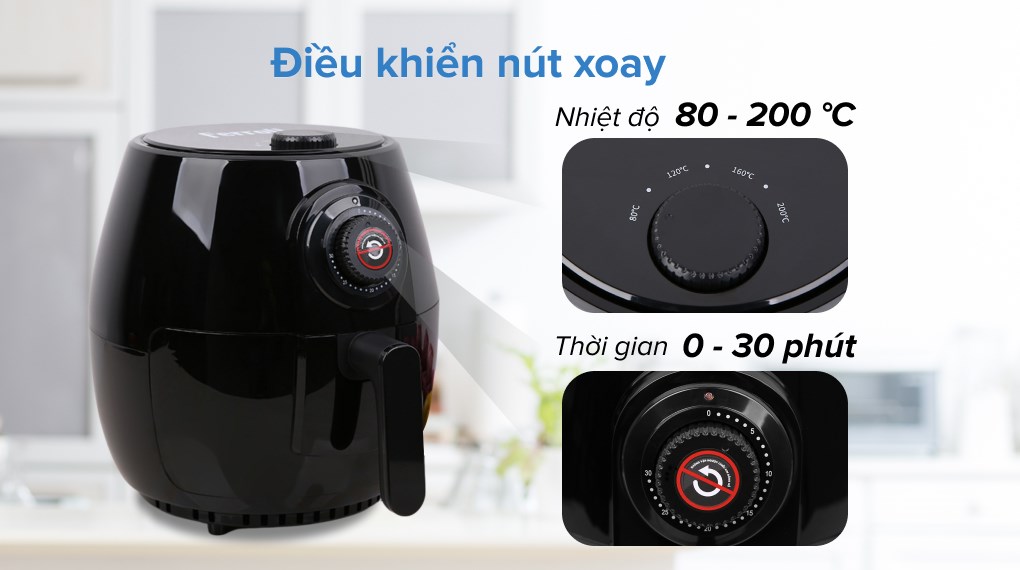 Điều khiển nút xoay
Nhiệt độ 80 - 200 °C
80°C
120°C
160°C
200°C
Thời gian 0 - 30 phút
0
5
10
15
20
25
30